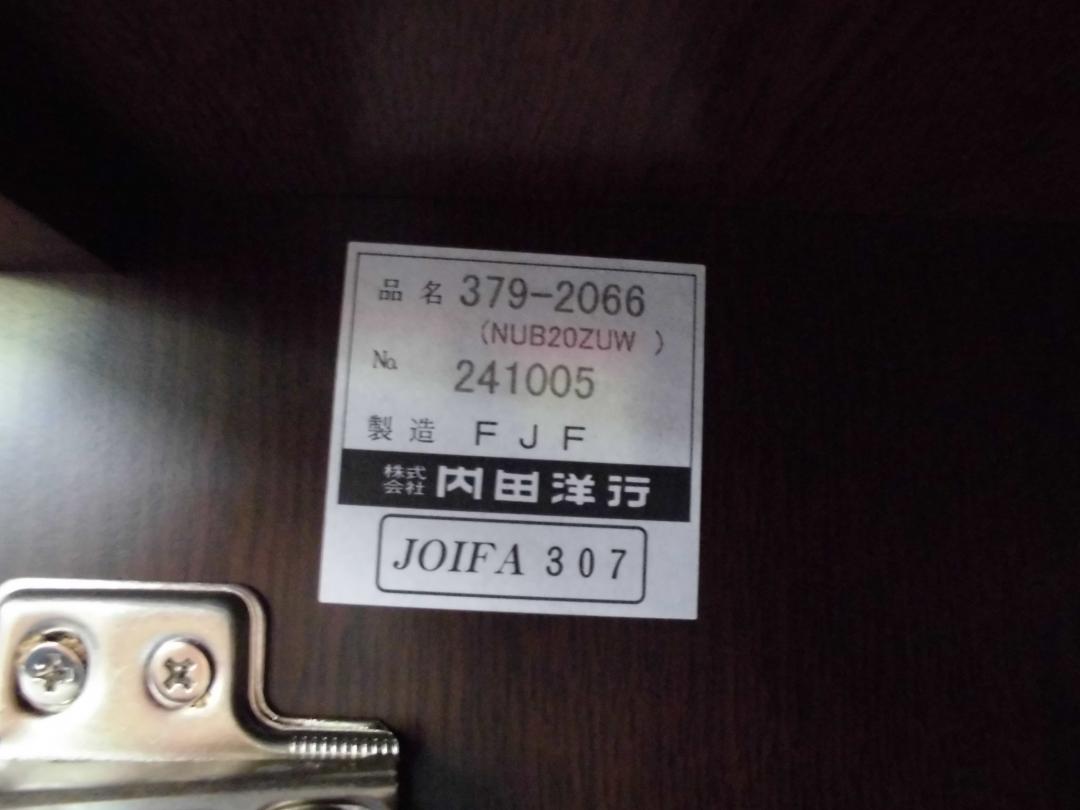 品名 379-2066
(NUB20ZUW )
No. 241005
製造 FJF
株式会社 内田洋行
JOIFA 307